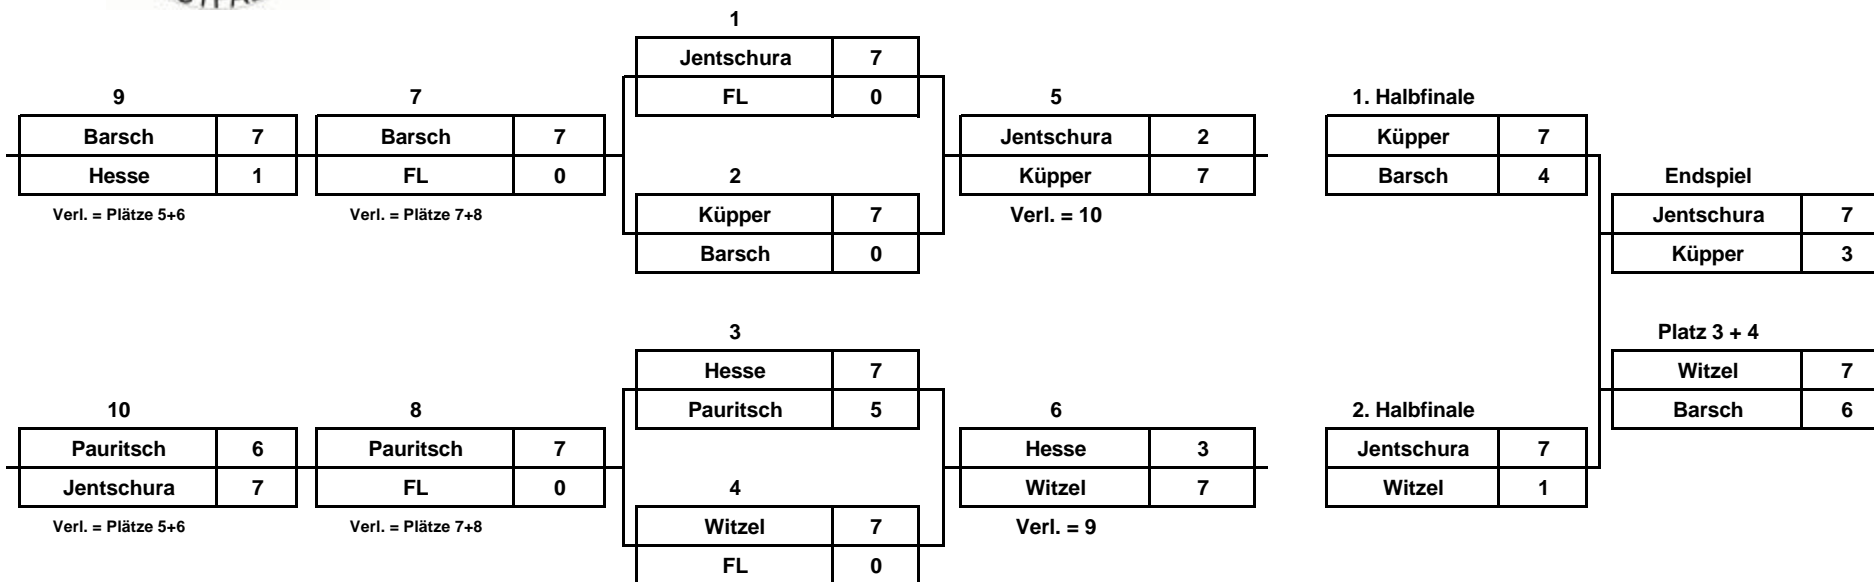 1
Jentschura 7
FL 0
9
Barsch 7
Hesse 1
Verl. = Plätze 5+6
7
Barsch 7
FL 0
Verl. = Plätze 7+8
2
Küpper 7
Barsch 0
5
Jentschura 2
Küpper 7
Verl. = 10
1. Halbfinale
Küpper 7
Barsch 4
Endspiel
Jentschura 7
Küpper 3
3
Hesse 7
Pauritsch 5
10
Pauritsch 6
Jentschura 7
Verl. = Plätze 5+6
8
Pauritsch 7
FL 0
Verl. = Plätze 7+8
4
Witzel 7
FL 0
6
Hesse 3
Witzel 7
Verl. = 9
2. Halbfinale
Jentschura 7
Witzel 1
Platz 3 + 4
Witzel 7
Barsch 6